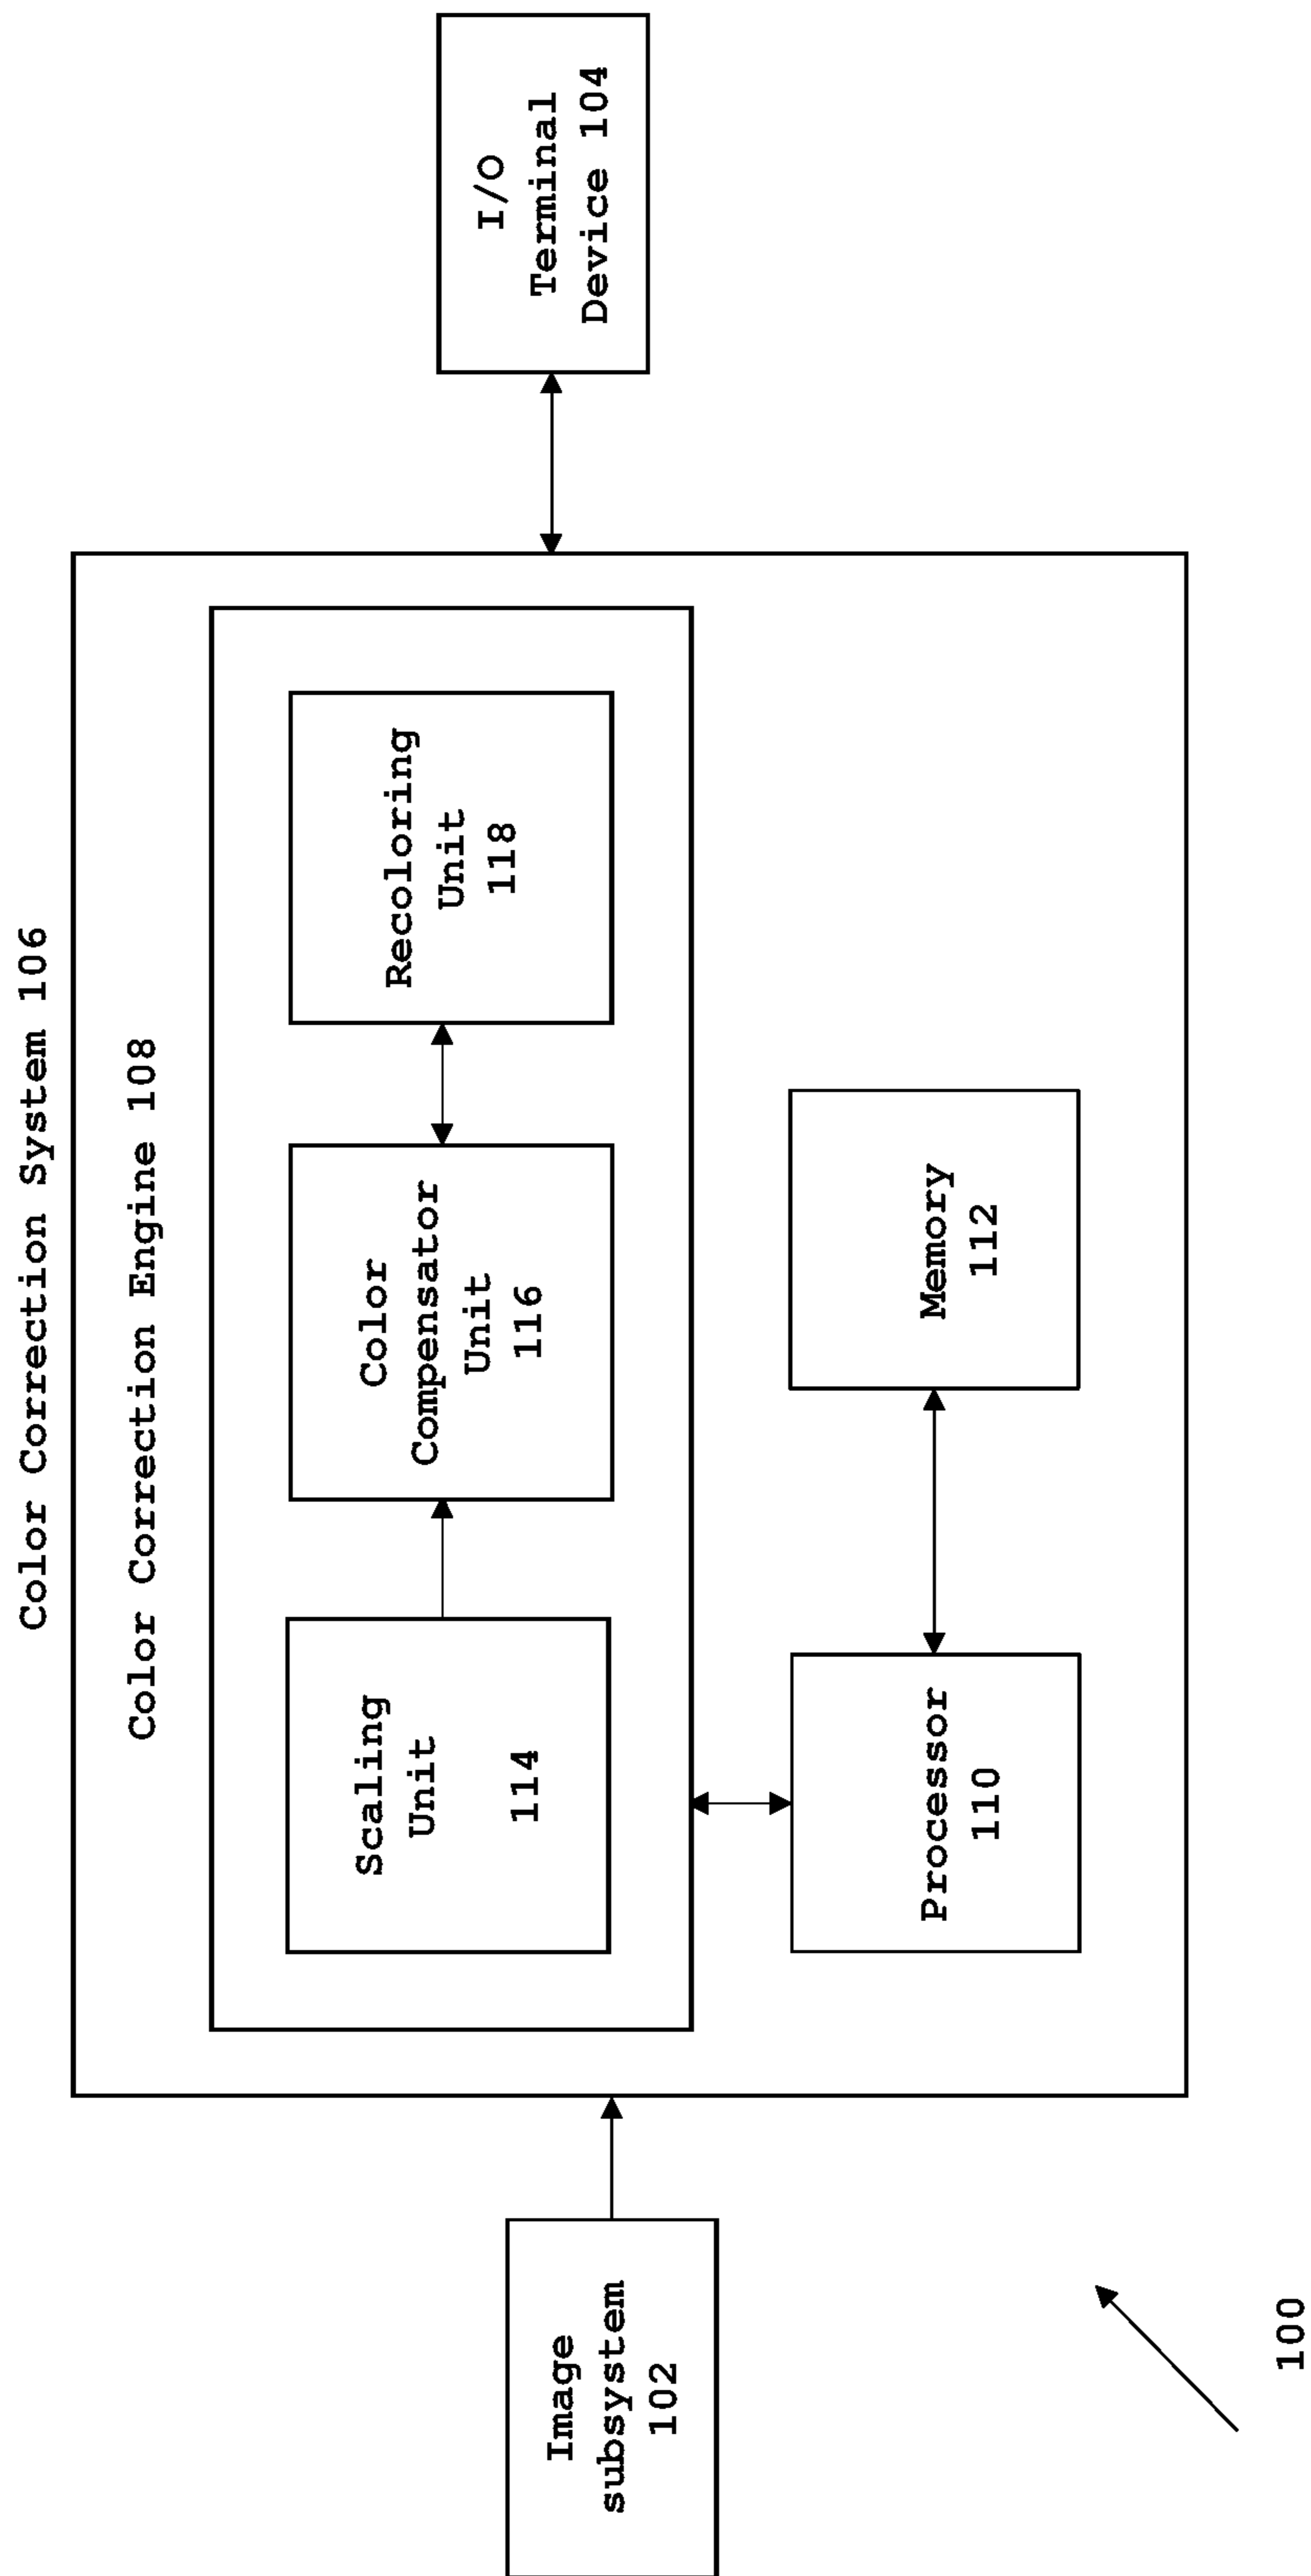 Color Correction System 106
Color Correction Engine 108
Scaling
Unit
114
Color
Compensator
Unit
116
Recoloring
Unit
118
Processor
110
Memory
112
Image
subsystem
102
I/O
Terminal
Device 104
100